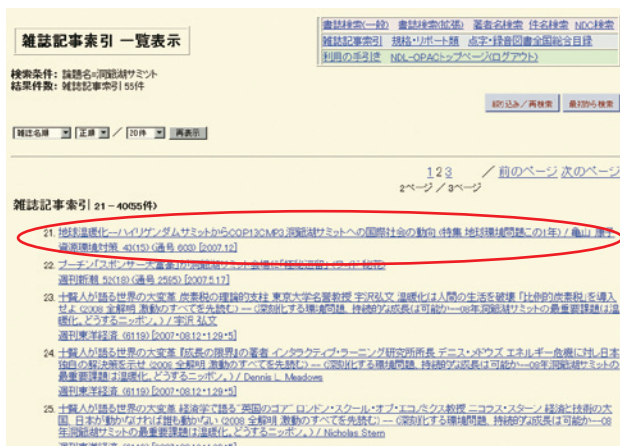 雑誌記事索引 一覧表示
書誌検索(一般) 書誌検索(拡張) 著者名検索 件名検索 NDC検索
雑誌記事索引 規格・リポート類 点字・録音図書全国総合目録
利用の手引き NDL-OPACトップページ(ログアウト)
検索条件: 論題名=洞爺湖サミット
結果件数: 雑誌記事索引 55件
絞り込み/再検索 最初から検索
雑誌名順 正順 / 20件 再表示
1 2 3 / 前のページ 次のページ
2ページ / 3ページ
雑誌記事索引 21-40(55件)
21. 地球温暖化--ハイリゲンダムサミットからCOP13CMP3,洞爺湖サミットへの国際社会の動向 (特集 地球環境問題この1年) / 亀山 康子
資源環境対策 43(15) (通号 600) [2007.12]
22. プーチン「スポンサー大富豪」が洞爺湖サミット会場に
週刊新潮 52(18) (通号 2585) [2007.5.17]
23. 十賢人が語る世界の大変革 炭素税の理論的支柱 東京大学名誉教授 宇沢弘文 温暖化は人間の生活を破壊 「比例的炭素税」を導入
せよ (2008 全解明 激動のすべてを先読む) -- (深刻化する環境問題、持続的な成長は可能か--08年洞爺湖サミットの最重要課題は温
暖化。どうするニッポン。) / 宇沢 弘文
週刊東洋経済 (6119) [2007・08.12・1.29・5]
24. 十賢人が語る世界の大変革 『成長の限界』の著者 インタラクティブ・ラーニング研究所所長 デニス・メドウズ エネルギー危機に対し日本
独自の解決策を示せ (2008 全解明 激動のすべてを先読む) -- (深刻化する環境問題、持続的な成長は可能か--08年洞爺湖サミットの
最重要課題は温暖化。どうするニッポン。) / Dennis L. Meadows
週刊東洋経済 (6119) [2007・08.12・1.29・5]
25. 十賢人が語る世界の大変革 経済学で語る"英国のゴア" ロンドン・スクール・オブ・エコノミクス教授 ニコラス・スターン 経済と技術の大
国、日本が動かなければ誰も動かない (2008 全解明 激動のすべてを先読む) -- (深刻化する環境問題、持続的な成長は可能か--08
年洞爺湖サミットの最重要課題は温暖化。どうするニッポン。) / Nicholas Stern